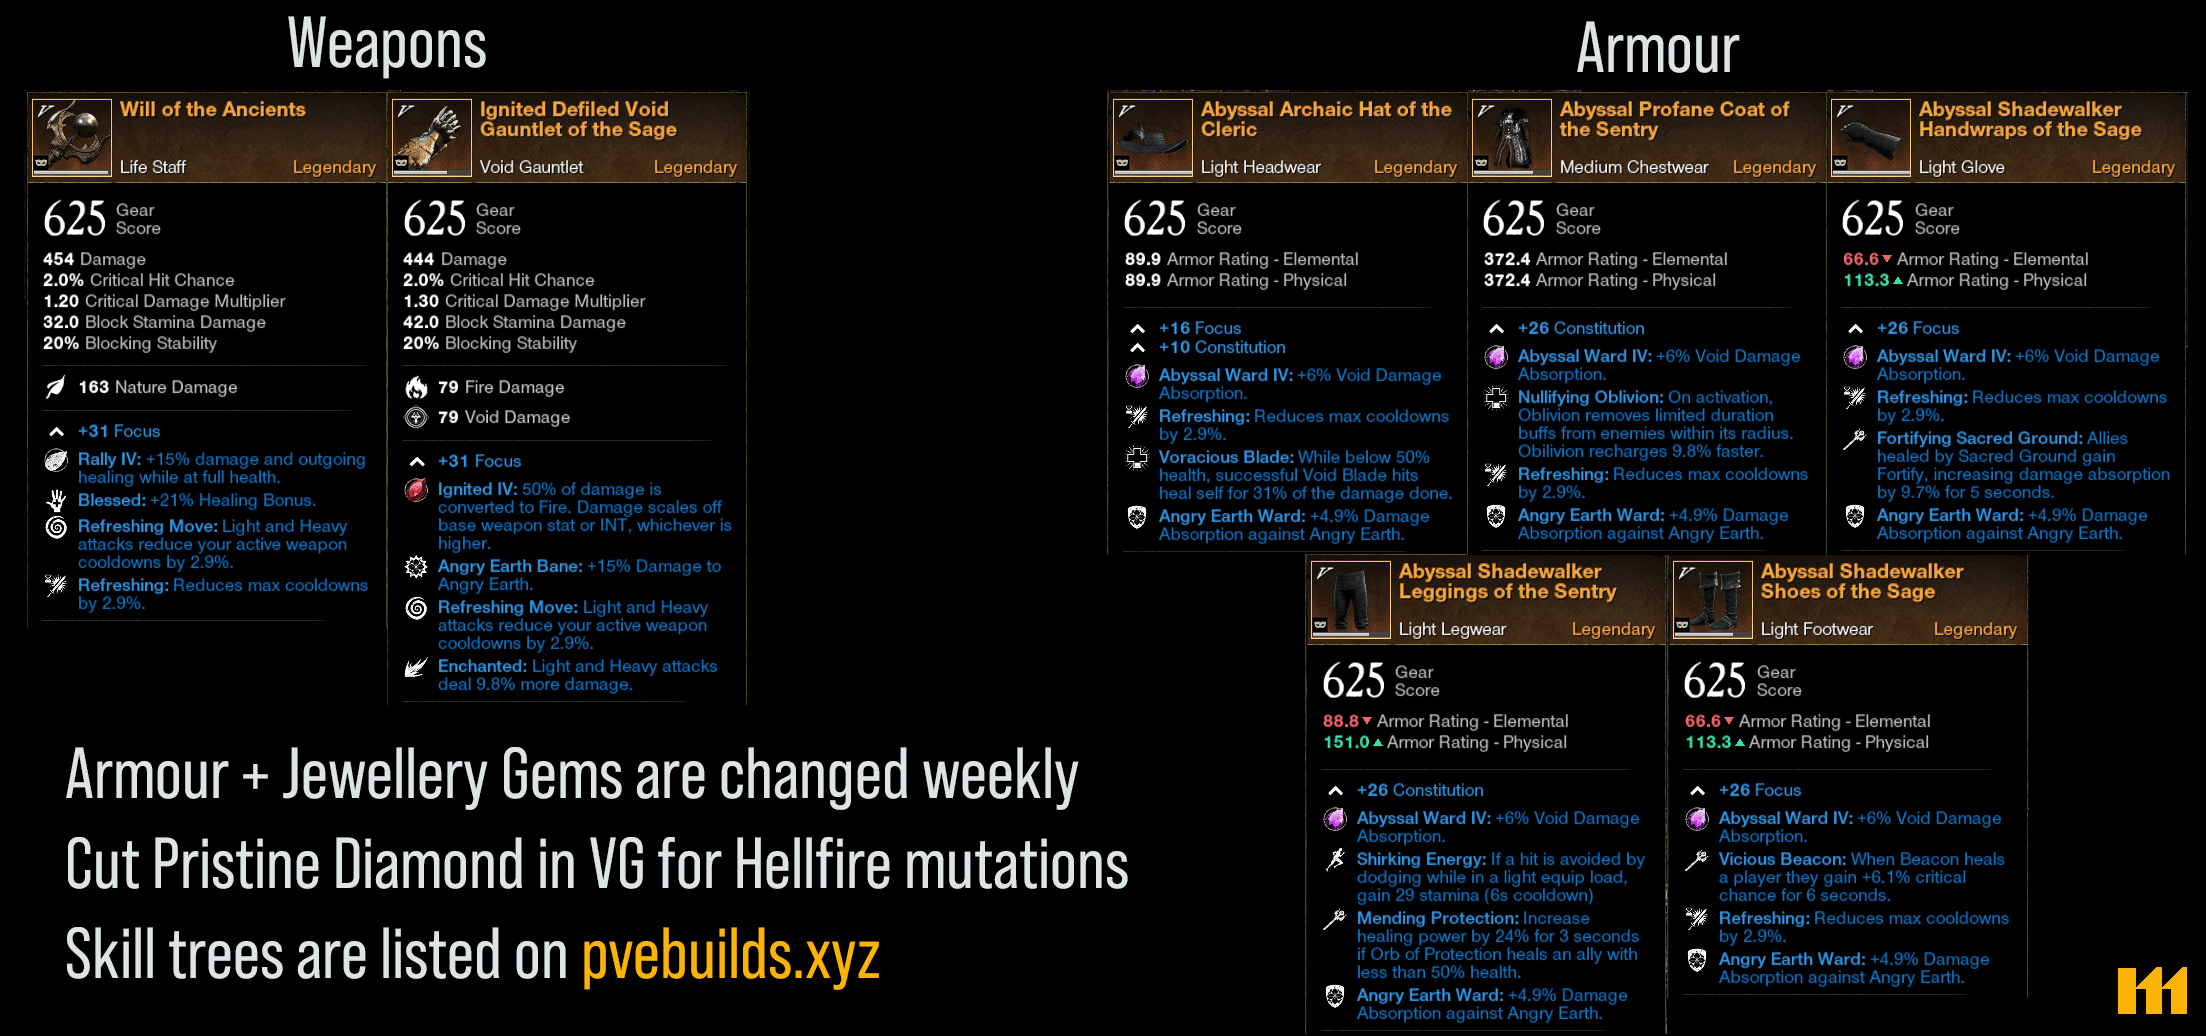 Weapons
Armour
Will of the Ancients
Life Staff
Legendary
625 Gear
Score
454 Damage
2.0% Critical Hit Chance
1.20 Critical Damage Multiplier
32.0 Block Stamina Damage
20% Blocking Stability
163 Nature Damage
+31 Focus
Rally IV: +15% damage and outgoing
healing while at full health.
Blessed: +21% Healing Bonus.
Refreshing Move: Light and Heavy
attacks reduce your active weapon
cooldowns by 2.9%.
Refreshing: Reduces max cooldowns
by 2.9%.
Ignited Defiled Void
Gauntlet of the Sage
Void Gauntlet
Legendary
625 Gear
Score
444 Damage
2.0% Critical Hit Chance
1.30 Critical Damage Multiplier
42.0 Block Stamina Damage
20% Blocking Stability
79 Fire Damage
79 Void Damage
+31 Focus
Ignited IV: 50% of damage is
converted to Fire. Damage scales off
base weapon stat or INT, whichever is
higher.
Angry Earth Bane: +15% Damage to
Angry Earth.
Refreshing Move: Light and Heavy
attacks reduce your active weapon
cooldowns by 2.9%.
Enchanted: Light and Heavy attacks
deal 9.8% more damage.
Abyssal Archaic Hat of the
Cleric
Light Headwear
Legendary
625 Gear
Score
89.9 Armor Rating - Elemental
89.9 Armor Rating - Physical
+16 Focus
+10 Constitution
Abyssal Ward IV: +6% Void Damage
Absorption.
Refreshing: Reduces max cooldowns
by 2.9%.
Voracious Blade: While below 50%
health, successful Void Blade hits
heal self for 31% of the damage done.
Angry Earth Ward: +4.9% Damage
Absorption against Angry Earth.
Abyssal Profane Coat of
the Sentry
Medium Chestwear
Legendary
625 Gear
Score
372.4 Armor Rating - Elemental
372.4 Armor Rating - Physical
+26 Constitution
Abyssal Ward IV: +6% Void Damage
Absorption.
Nullifying Oblivion: On activation,
Oblivion removes limited duration
buffs from enemies within its radius.
Obilivion recharges 9.8% faster.
Refreshing: Reduces max cooldowns
by 2.9%.
Angry Earth Ward: +4.9% Damage
Absorption against Angry Earth.
Abyssal Shadewalker
Handwraps of the Sage
Light Glove
Legendary
625 Gear
Score
66.6 Armor Rating - Elemental
113.3 Armor Rating - Physical
+26 Focus
Abyssal Ward IV: +6% Void Damage
Absorption.
Refreshing: Reduces max cooldowns
by 2.9%.
Fortifying Sacred Ground: Allies
healed by Sacred Ground gain
Fortify, increasing damage absorption
by 9.7% for 5 seconds.
Angry Earth Ward: +4.9% Damage
Absorption against Angry Earth.
Abyssal Shadewalker
Leggings of the Sentry
Light Legwear
Legendary
625 Gear
Score
88.8 Armor Rating - Elemental
151.0 Armor Rating - Physical
+26 Constitution
Abyssal Ward IV: +6% Void Damage
Absorption.
Shirking Energy: If a hit is avoided by
dodging while in a light equip load,
gain 29 stamina (6s cooldown)
Mending Protection: Increase
healing power by 24% for 3 seconds
if Orb of Protection heals an ally with
less than 50% health.
Angry Earth Ward: +4.9% Damage
Absorption against Angry Earth.
Abyssal Shadewalker
Shoes of the Sage
Light Footwear
Legendary
625 Gear
Score
66.6 Armor Rating - Elemental
113.3 Armor Rating - Physical
+26 Focus
Abyssal Ward IV: +6% Void Damage
Absorption.
Vicious Beacon: When Beacon heals
a player they gain +6.1% critical
chance for 6 seconds.
Refreshing: Reduces max cooldowns
by 2.9%.
Angry Earth Ward: +4.9% Damage
Absorption against Angry Earth.
Armour + Jewellery Gems are changed weekly
Cut Pristine Diamond in VG for Hellfire mutations
Skill trees are listed on pvebuilds.xyz